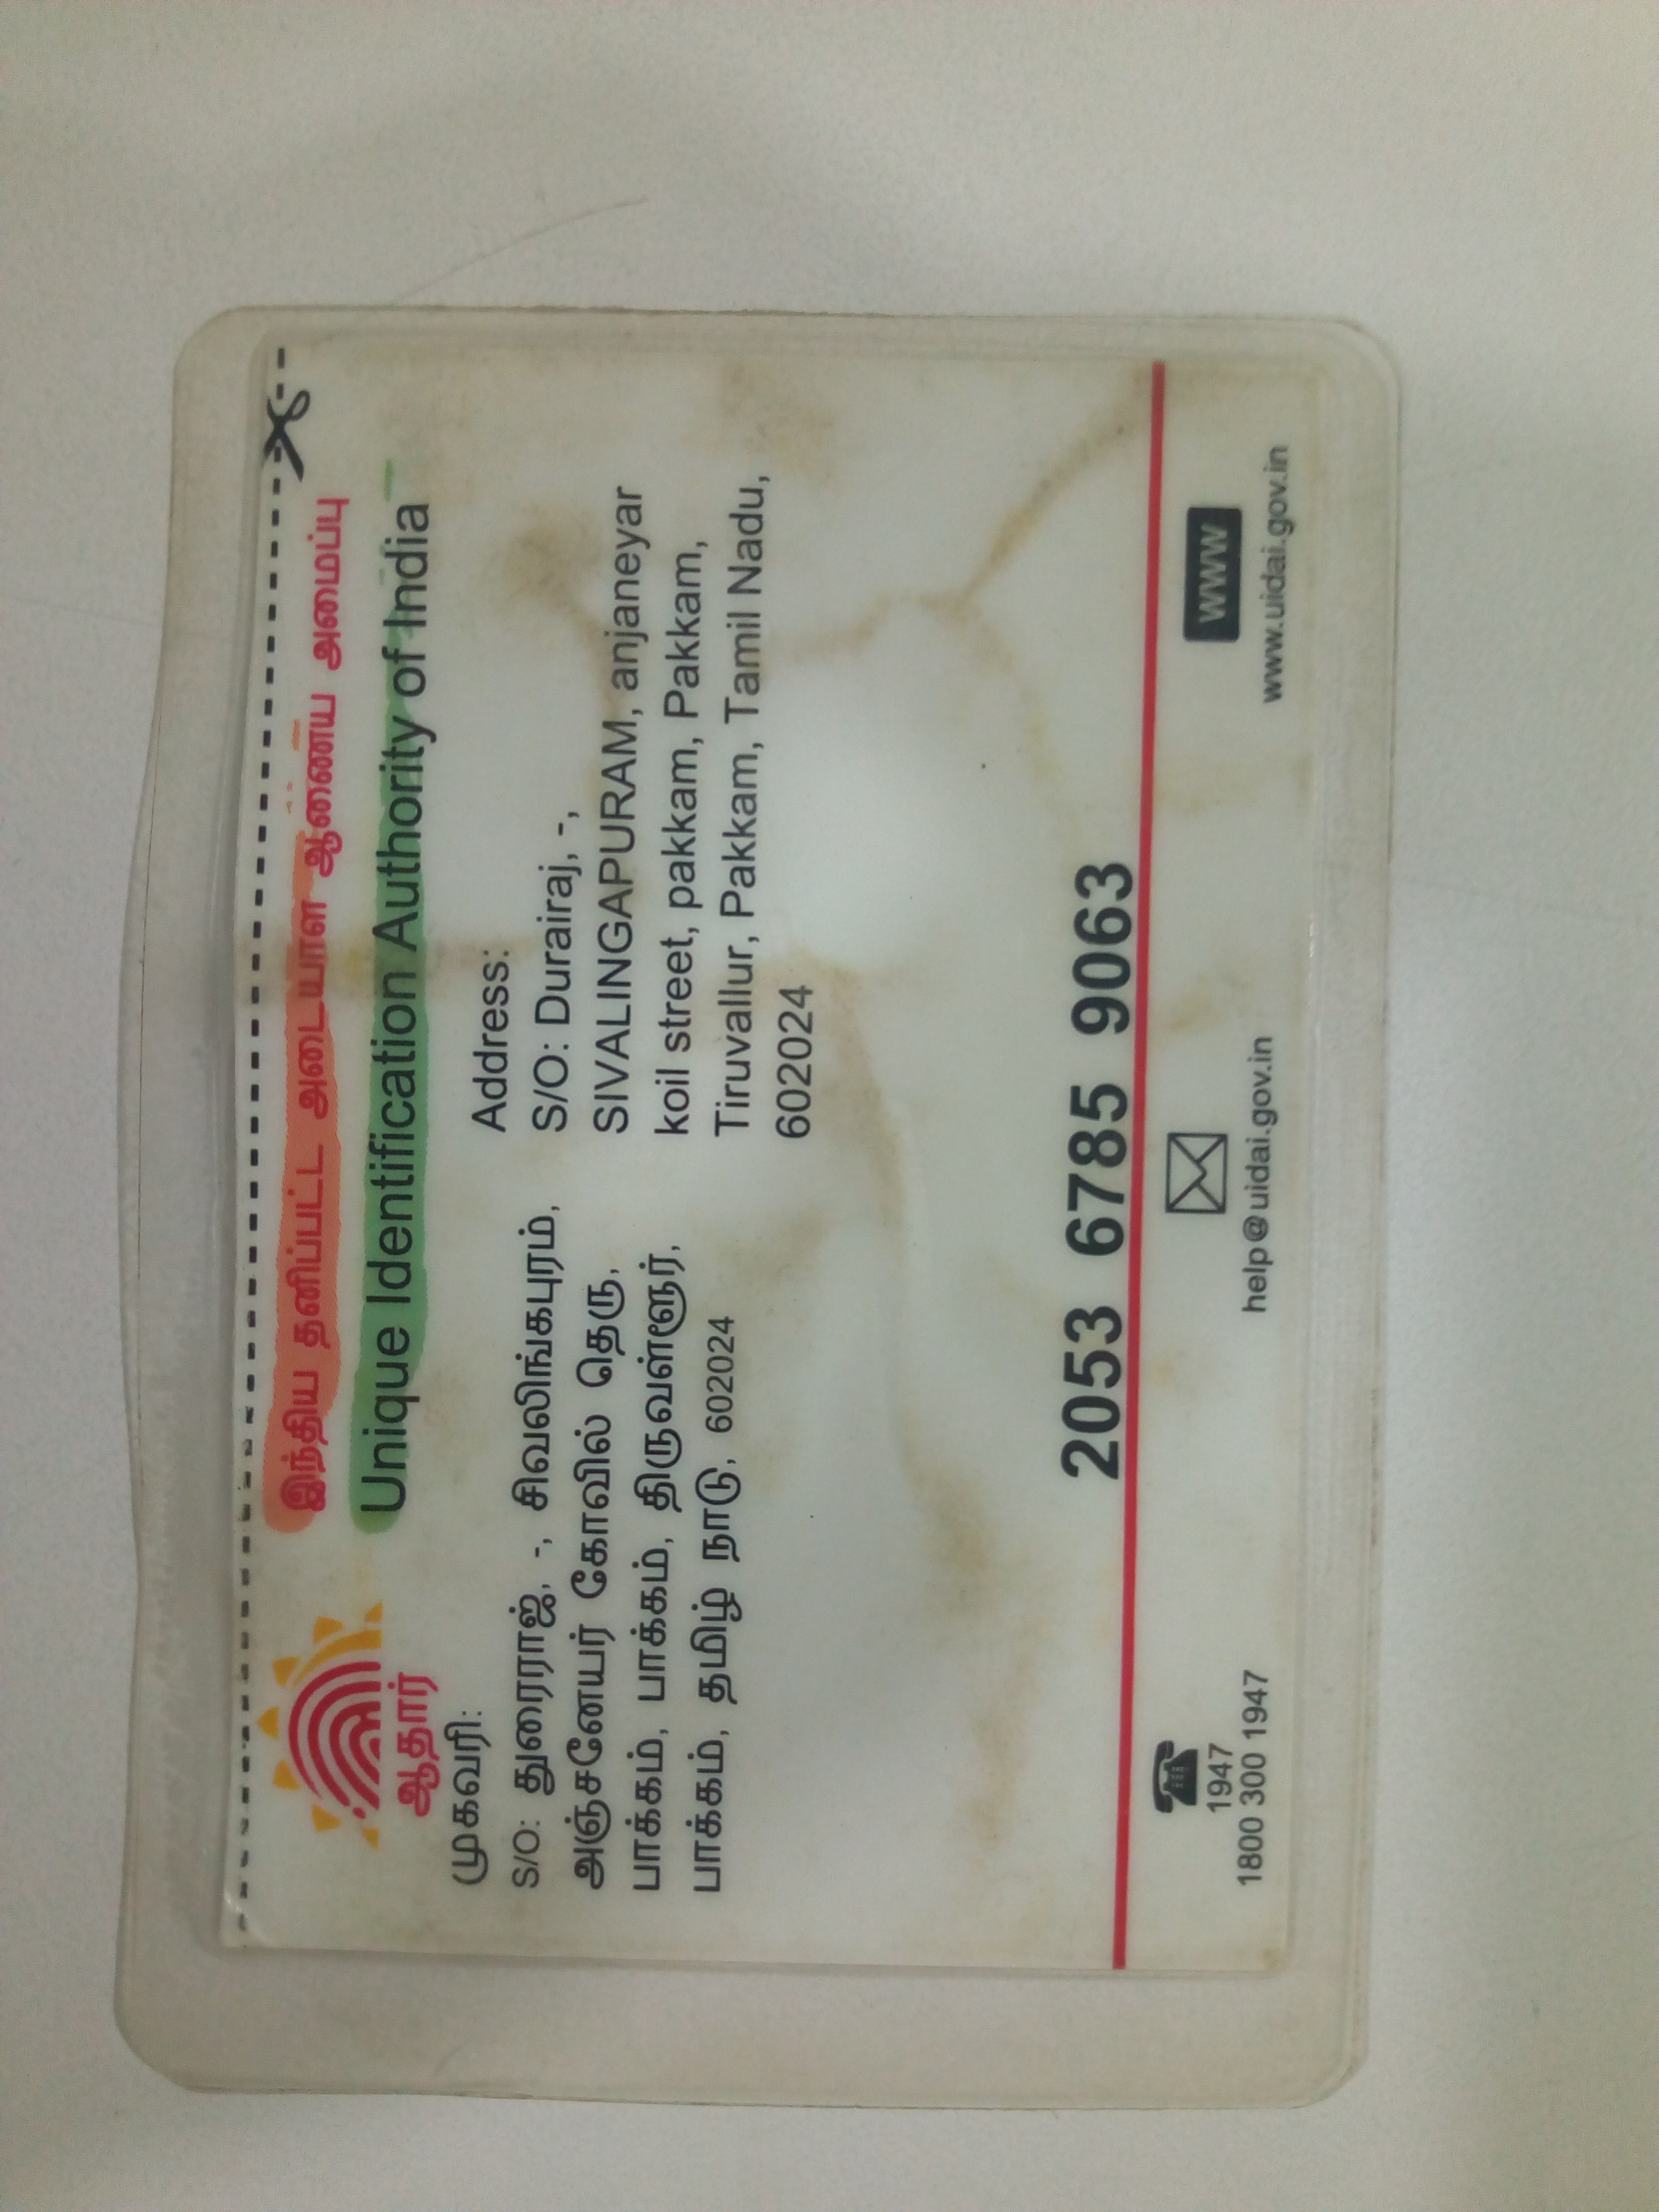 இந்திய தனிப்பட்ட அடையாள ஆணைய அமைப்பு
Unique Identification Authority of India
ஆதார்
முகவரி:
S/O: துரைராஜ், -, சிவலிங்கபுரம்,
அஞ்சனேயர் கோவில் தெரு,
பாக்கம், பாக்கம், திருவள்ளூர்,
பாக்கம், தமிழ் நாடு, 602024
Address:
S/O: Durairaj, -,
SIVALINGAPURAM, anjaneyar
koil street, pakkam, Pakkam,
Tiruvallur, Pakkam, Tamil Nadu,
602024
2053 6785 9063
1947
1800 300 1947
help@uidai.gov.in
WWW
www.uidai.gov.in